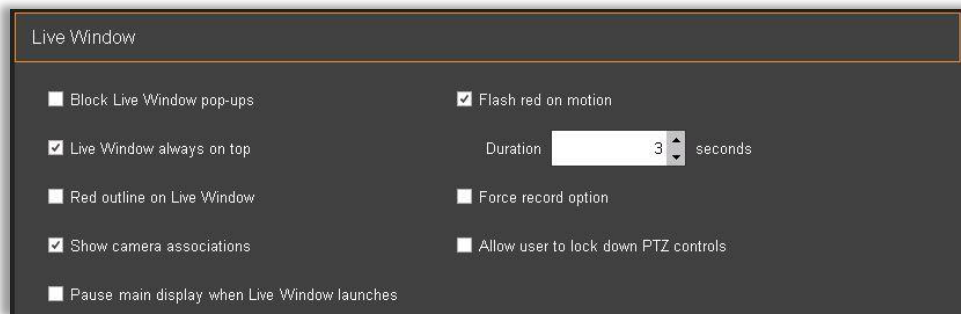 Live Window
Block Live Window pop-ups
Flash red on motion
Live Window always on top
Duration 3 seconds
Red outline on Live Window
Force record option
Show camera associations
Allow user to lock down PTZ controls
Pause main display when Live Window launches